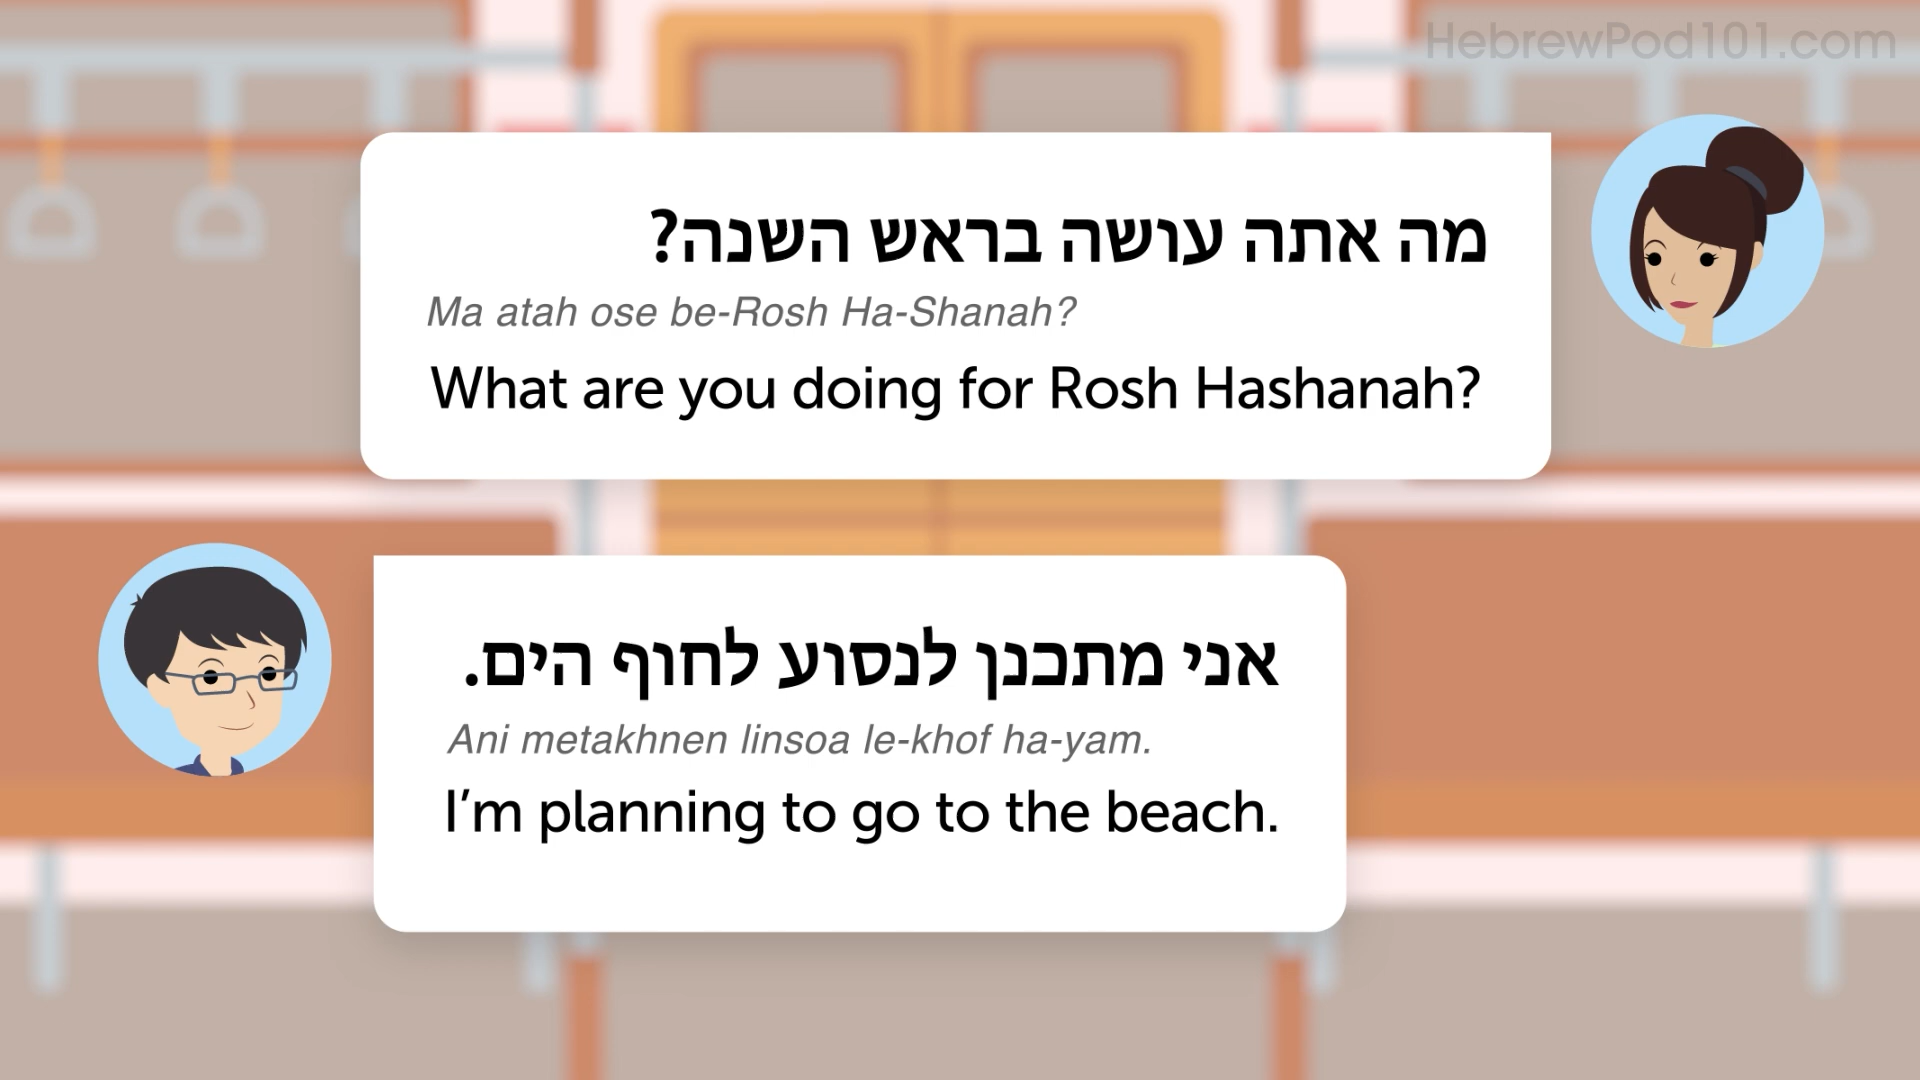 HebrewPod101.com
מה אתה עושה בראש השנה?
Ma atah ose be-Rosh Ha-Shanah?
What are you doing for Rosh Hashanah?
אני מתכנן לנסוע לחוף הים.
Ani metakhnen linsoa le-khof ha-yam.
I’m planning to go to the beach.